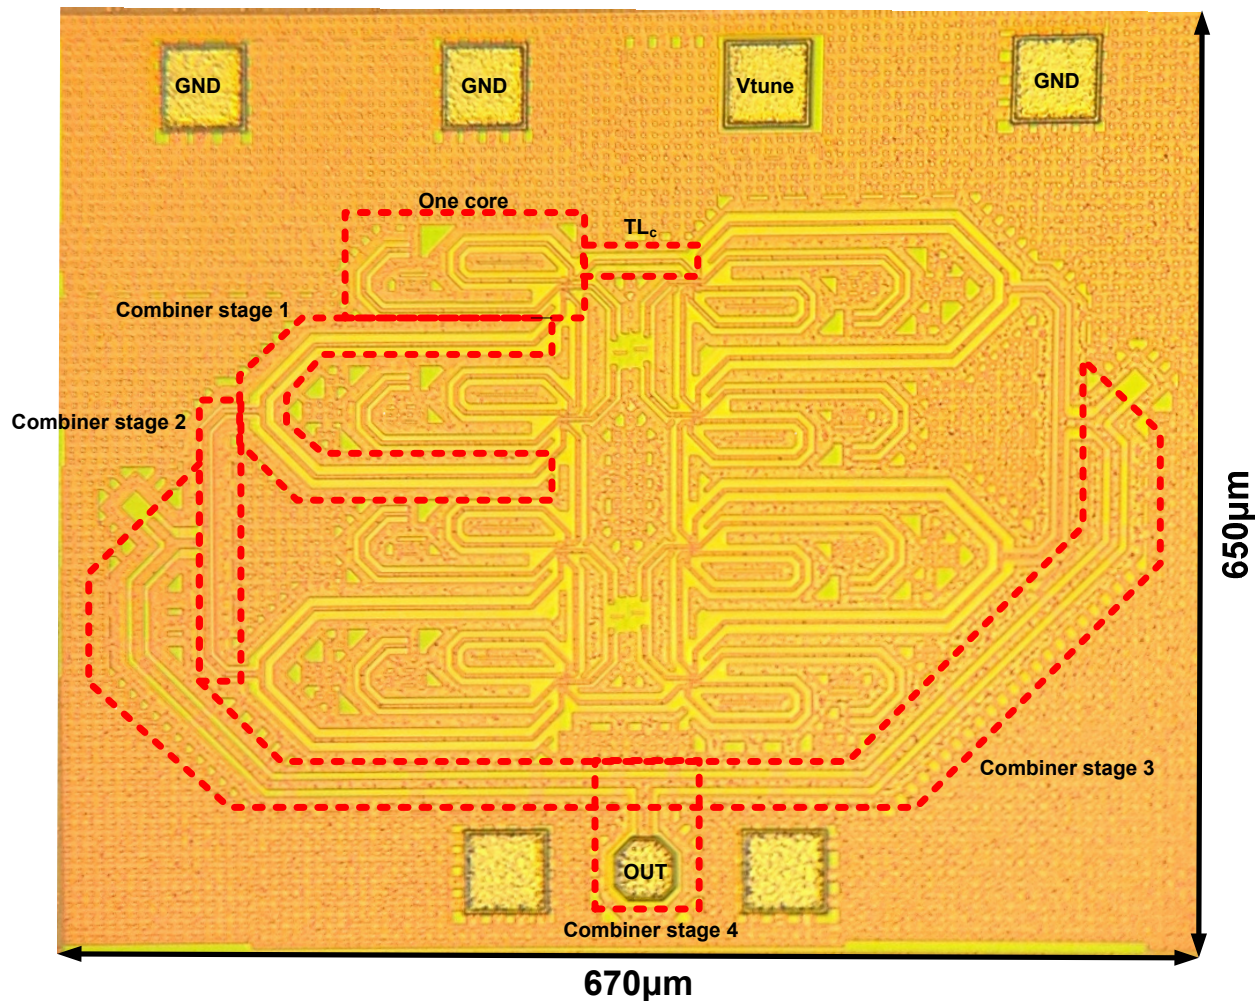 GND
GND
Vtune
GND
One core
TLc
Combiner stage 1
Combiner stage 2
650μm
Combiner stage 3
OUT
Combiner stage 4
670μm